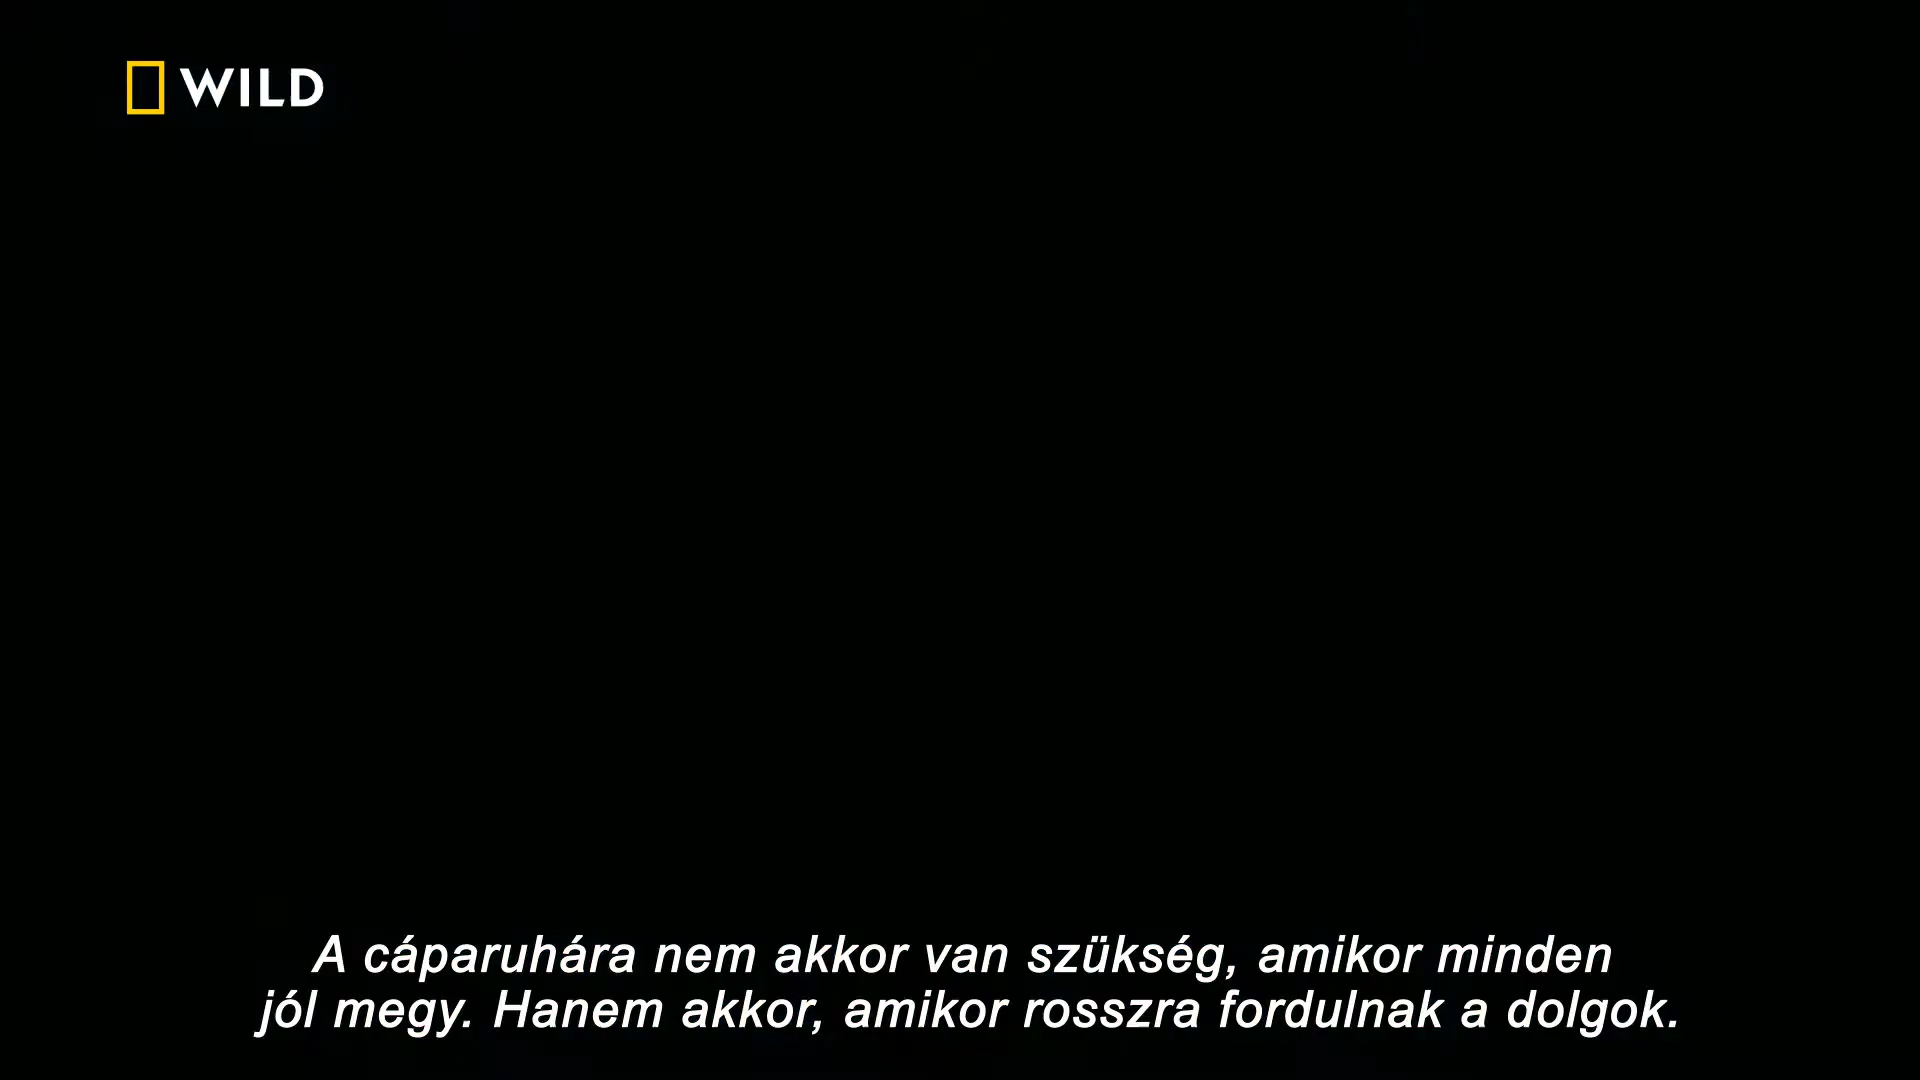 WILD
A cáparuhára nem akkor van szükség, amikor minden
jól megy. Hanem akkor, amikor rosszra fordulnak a dolgok.